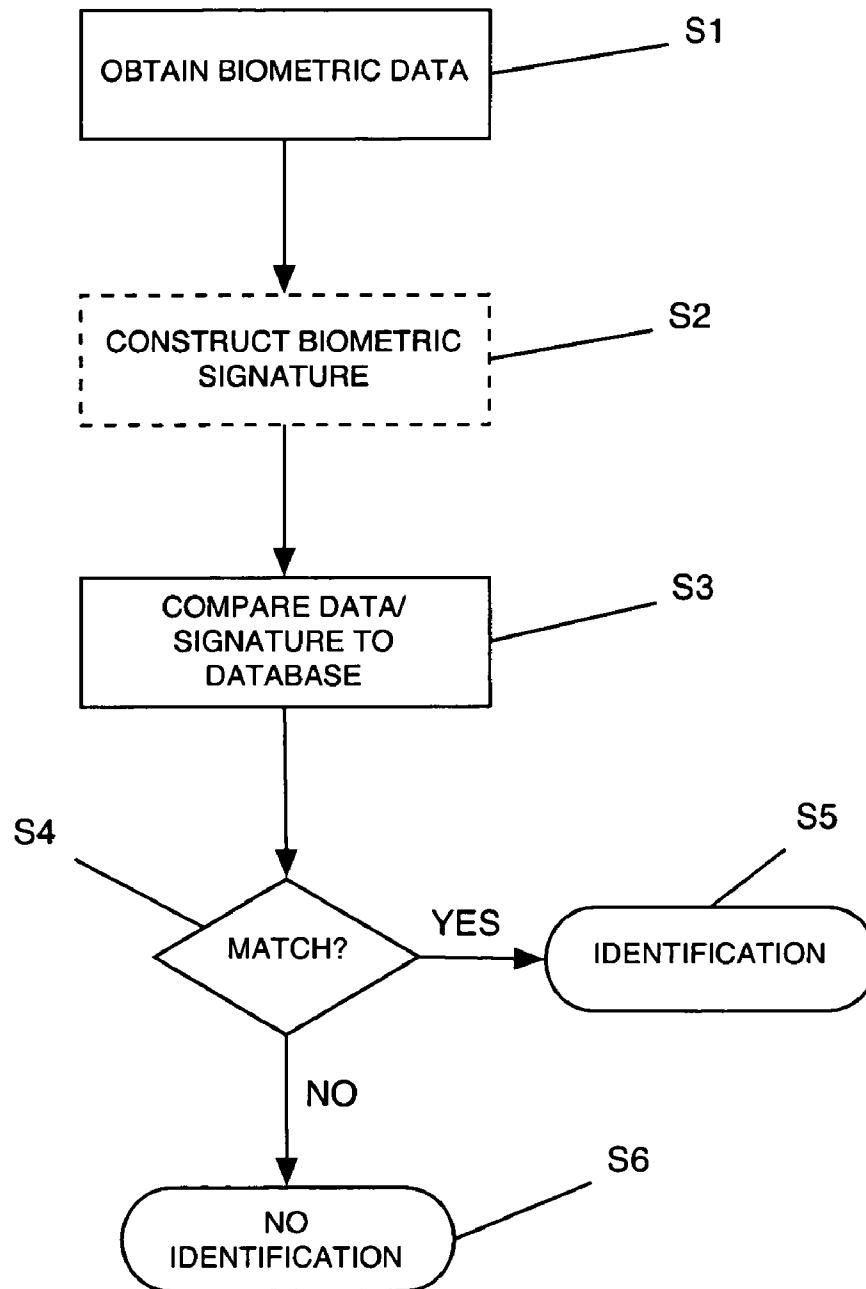 S1
OBTAIN BIOMETRIC DATA
S2
CONSTRUCT BIOMETRIC
SIGNATURE
S3
COMPARE DATA/
SIGNATURE TO
DATABASE
S4
MATCH?
YES
S5
IDENTIFICATION
NO
S6
NO
IDENTIFICATION